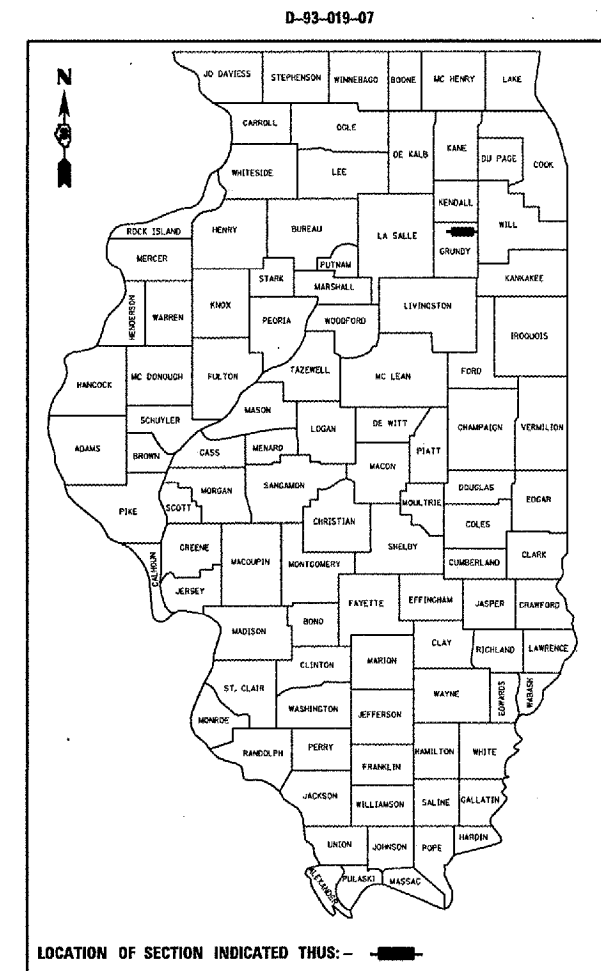 D-93-019-07
N
JO DAVIESS STEPHENSON WINNEBAGO BOONE MC HENRY LAKE
CARROLL OGLE DE KALB KANE DU PAGE COOK
WHITESIDE LEE
KENDALL
ROCK ISLAND HENRY BUREAU LA SALLE WILL
MERCER PUTNAM GRUNDY
STARK MARSHALL KANKAKEE
HENDERSON WARREN KNOX PEORIA WOODFORD LIVINGSTON IROQUOIS
HANCOCK MC DONOUGH FULTON TAZEWELL MC LEAN FORD
SCHUYLER MASON LOGAN DE WITT CHAMPAIGN VERMILION
ADAMS BROWN CASS MENARD MACON PIATT
PIKE SCOTT MORGAN SANGAMON MOULTRIE DOUGLAS EDGAR
CHRISTIAN COLES
CALHOUN GREENE MACOUPIN MONTGOMERY SHELBY CUMBERLAND CLARK
JERSEY FAYETTE EFFINGHAM JASPER CRAWFORD
MADISON BOND CLAY RICHLAND LAWRENCE
CLINTON MARION
ST. CLAIR WAYNE EDWARDS WABASH
MONROE WASHINGTON JEFFERSON
RANDOLPH PERRY HAMILTON WHITE
FRANKLIN
JACKSON WILLIAMSON SALINE GALLATIN
UNION JOHNSON POPE HARDIN
ALEXANDER PULASKI MASSAC
LOCATION OF SECTION INDICATED THUS: –